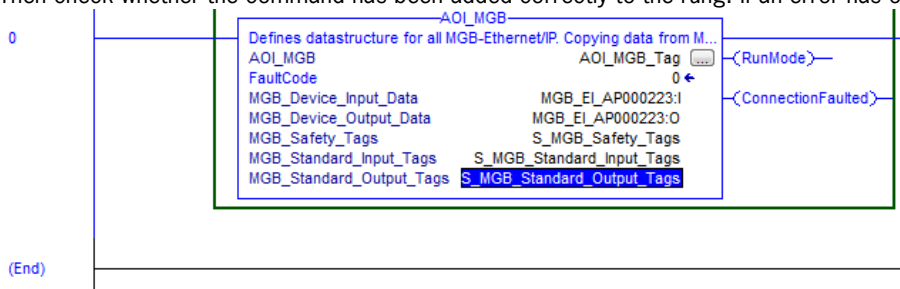 Then check whether the command has been added correctly to the rung. If an error has o
AOI_MGB
0 Defines datastructure for all MGB-Ethernet/IP. Copying data from M...
AOI_MGB AOI_MGB_Tag ... (RunMode)
FaultCode 0
MGB_Device_Input_Data MGB_EI_AP000223:I (ConnectionFaulted)
MGB_Device_Output_Data MGB_EI_AP000223:O
MGB_Safety_Tags S_MGB_Safety_Tags
MGB_Standard_Input_Tags S_MGB_Standard_Input_Tags
MGB_Standard_Output_Tags S_MGB_Standard_Output_Tags
(End)